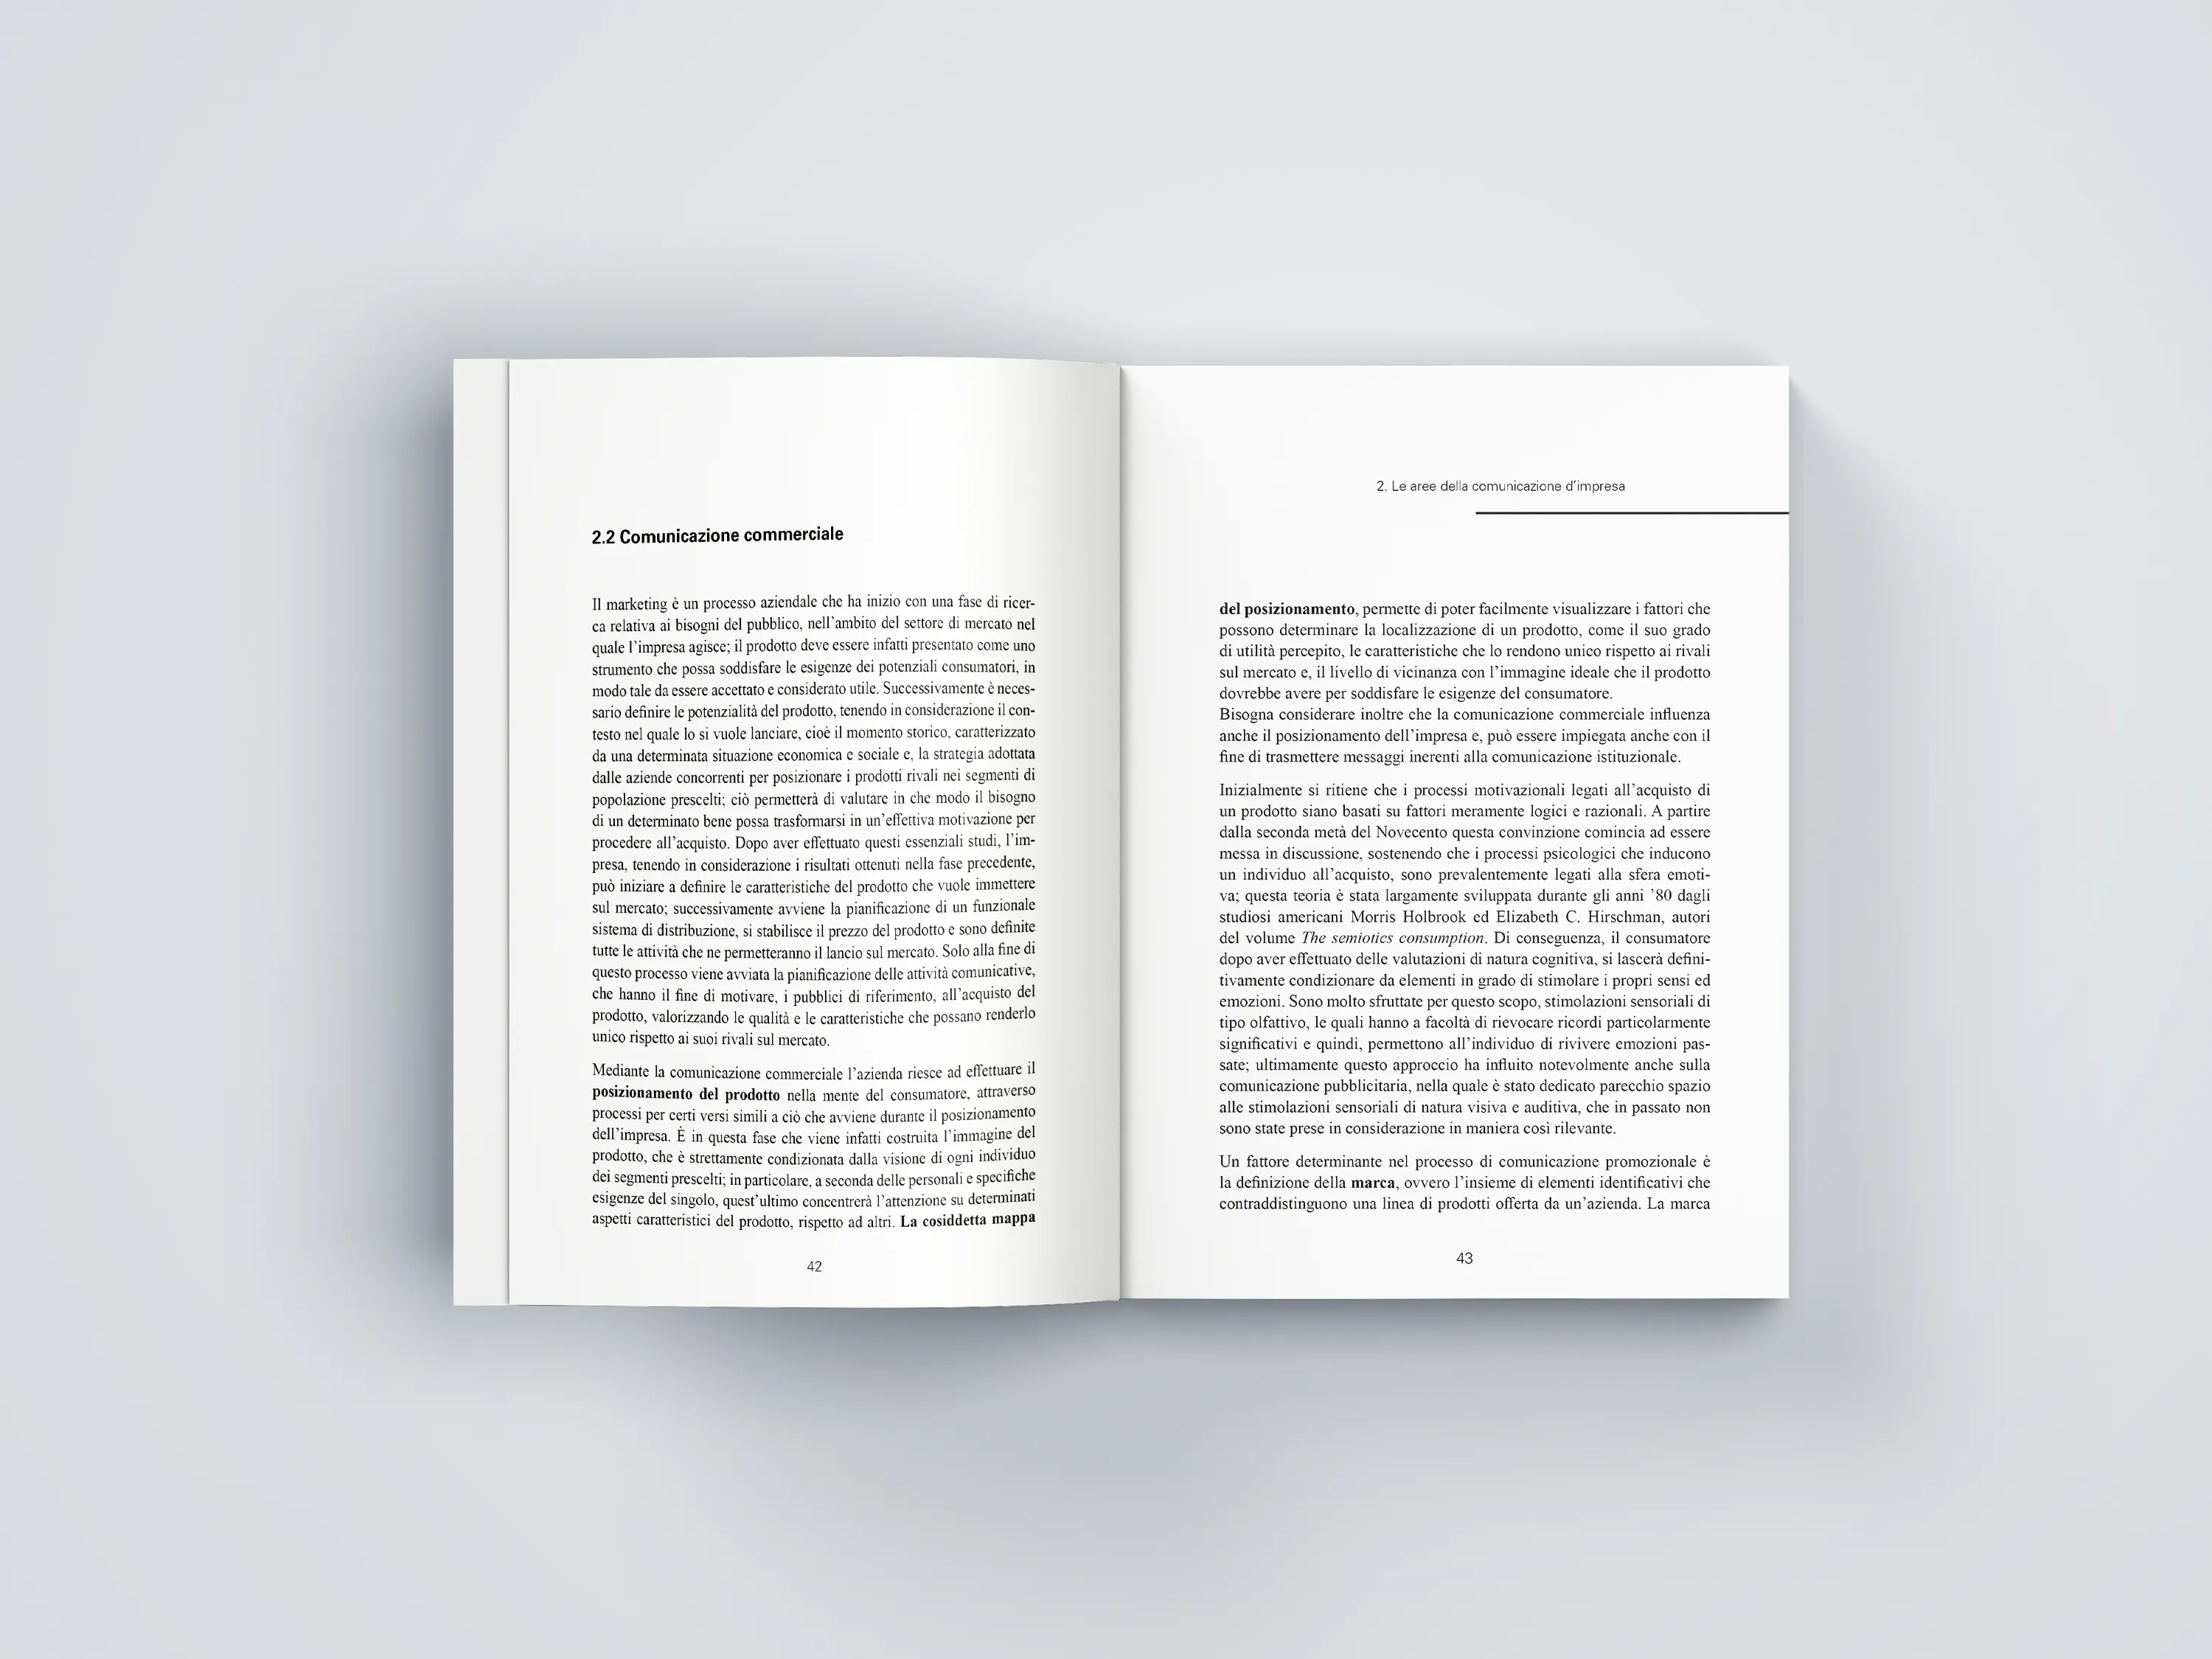 2.2 Comunicazione commerciale
Il marketing è un processo aziendale che ha inizio con una fase di ricer-
ca relativa ai bisogni del pubblico, nell'ambito del settore di mercato nel
quale l'impresa agisce; il prodotto deve essere infatti presentato come uno
strumento che possa soddisfare le esigenze dei potenziali consumatori, in
modo tale da essere accettato e considerato utile. Successivamente è neces-
sario definire le potenzialità del prodotto, tenendo in considerazione il con-
testo nel quale lo si vuole lanciare, cioè il momento storico, caratterizzato
da una determinata situazione economica e sociale e, la strategia adottata
dalle aziende concorrenti per posizionare i prodotti rivali nei segmenti di
popolazione prescelti; ciò permetterà di valutare in che modo il bisogno
di un determinato bene possa trasformarsi in un'effettiva motivazione per
procedere all'acquisto. Dopo aver effettuato questi essenziali studi, l'im-
presa, tenendo in considerazione i risultati ottenuti nella fase precedente,
può iniziare a definire le caratteristiche del prodotto che vuole immettere
sul mercato; successivamente avviene la pianificazione di un funzionale
sistema di distribuzione, si stabilisce il prezzo del prodotto e sono definite
tutte le attività che ne permetteranno il lancio sul mercato. Solo alla fine di
questo processo viene avviata la pianificazione delle attività comunicative,
che hanno il fine di motivare, i pubblici di riferimento, all'acquisto del
prodotto, valorizzando le qualità e le caratteristiche che possano renderlo
unico rispetto ai suoi rivali sul mercato.
Mediante la comunicazione commerciale l'azienda riesce ad effettuare il
posizionamento del prodotto nella mente del consumatore, attraverso
processi per certi versi simili a ciò che avviene durante il posizionamento
dell'impresa. È in questa fase che viene infatti costruita l'immagine del
prodotto, che è strettamente condizionata dalla visione di ogni individuo
dei segmenti prescelti; in particolare, a seconda delle personali e specifiche
esigenze del singolo, quest'ultimo concentrerà l'attenzione su determinati
aspetti caratteristici del prodotto, rispetto ad altri. La cosiddetta mappa
42
2. Le aree della comunicazione d'impresa
del posizionamento, permette di poter facilmente visualizzare i fattori che
possono determinare la localizzazione di un prodotto, come il suo grado
di utilità percepito, le caratteristiche che lo rendono unico rispetto ai rivali
sul mercato e, il livello di vicinanza con l'immagine ideale che il prodotto
dovrebbe avere per soddisfare le esigenze del consumatore.
Bisogna considerare inoltre che la comunicazione commerciale influenza
anche il posizionamento dell'impresa e, può essere impiegata anche con il
fine di trasmettere messaggi inerenti alla comunicazione istituzionale.
Inizialmente si ritiene che i processi motivazionali legati all'acquisto di
un prodotto siano basati su fattori meramente logici e razionali. A partire
dalla seconda metà del Novecento questa convinzione comincia ad essere
messa in discussione, sostenendo che i processi psicologici che inducono
un individuo all'acquisto, sono prevalentemente legati alla sfera emoti-
va; questa teoria è stata largamente sviluppata durante gli anni '80 dagli
studiosi americani Morris Holbrook ed Elizabeth C. Hirschman, autori
del volume The semiotics consumption. Di conseguenza, il consumatore
dopo aver effettuato delle valutazioni di natura cognitiva, si lascerà defini-
tivamente condizionare da elementi in grado di stimolare i propri sensi ed
emozioni. Sono molto sfruttate per questo scopo, stimolazioni sensoriali di
tipo olfattivo, le quali hanno a facoltà di rievocare ricordi particolarmente
significativi e quindi, permettono all'individuo di rivivere emozioni pas-
sate; ultimamente questo approccio ha influito notevolmente anche sulla
comunicazione pubblicitaria, nella quale è stato dedicato parecchio spazio
alle stimolazioni sensoriali di natura visiva e auditiva, che in passato non
sono state prese in considerazione in maniera così rilevante.
Un fattore determinante nel processo di comunicazione promozionale è
la definizione della marca, ovvero l'insieme di elementi identificativi che
contraddistinguono una linea di prodotti offerta da un'azienda. La marca
43